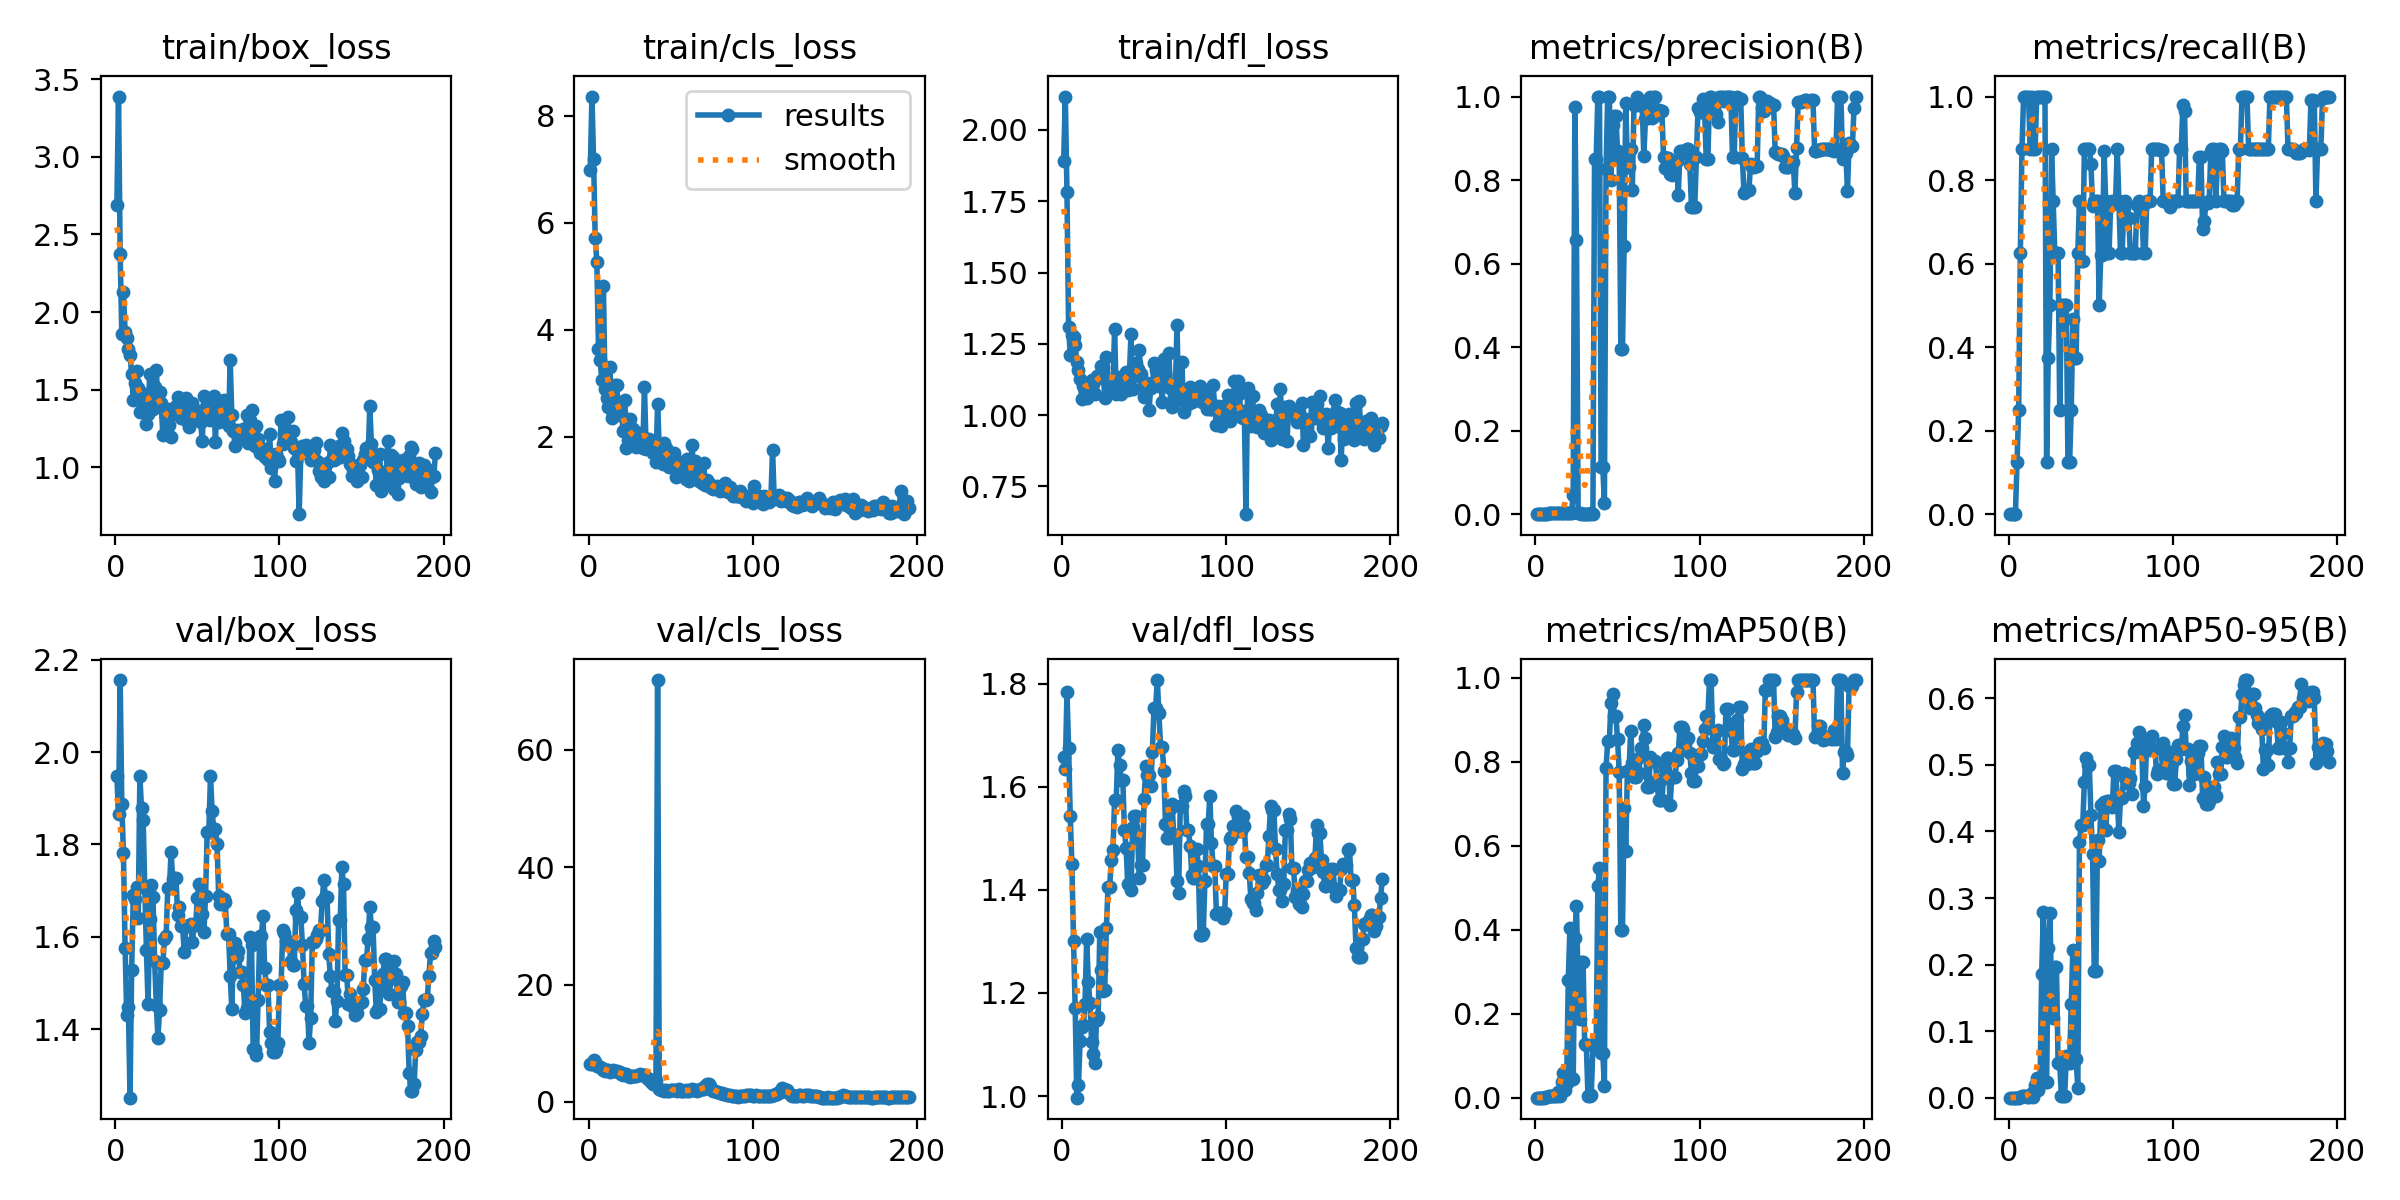 train/box_loss
3.5
3.0
2.5
2.0
1.5
1.0
0 100 200
train/cls_loss
results
smooth
8
6
4
2
0 100 200
train/dfl_loss
2.00
1.75
1.50
1.25
1.00
0.75
0 100 200
metrics/precision(B)
1.0
0.8
0.6
0.4
0.2
0.0
0 100 200
metrics/recall(B)
1.0
0.8
0.6
0.4
0.2
0.0
0 100 200
val/box_loss
2.2
2.0
1.8
1.6
1.4
0 100 200
val/cls_loss
60
40
20
0
0 100 200
val/dfl_loss
1.8
1.6
1.4
1.2
1.0
0 100 200
metrics/mAP50(B)
1.0
0.8
0.6
0.4
0.2
0.0
0 100 200
metrics/mAP50-95(B)
0.6
0.5
0.4
0.3
0.2
0.1
0.0
0 100 200